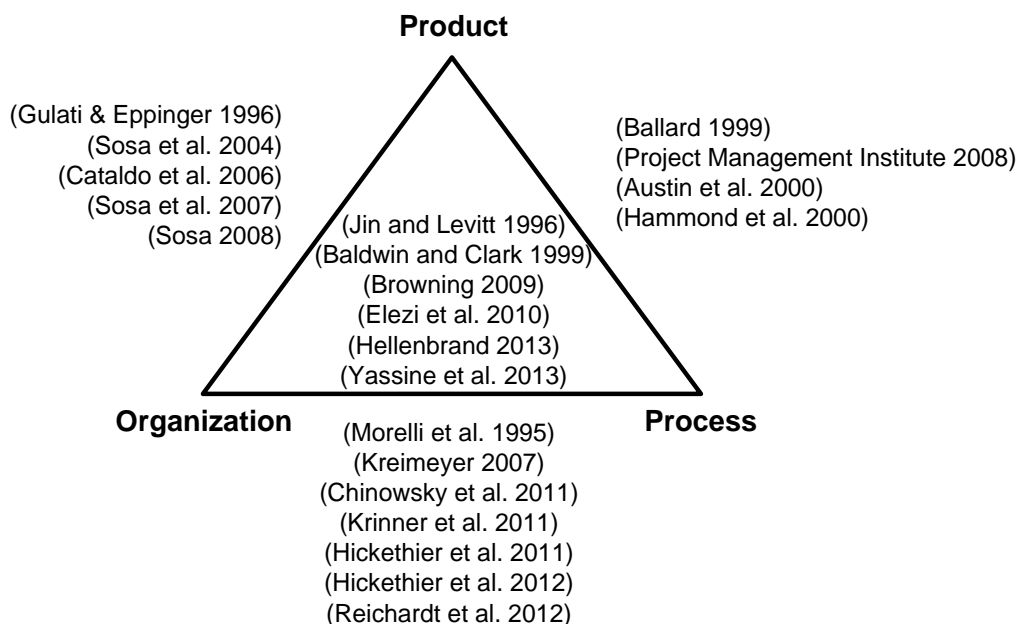 Product
(Gulati & Eppinger 1996)
(Sosa et al. 2004)
(Cataldo et al. 2006)
(Sosa et al. 2007)
(Sosa 2008)
(Ballard 1999)
(Project Management Institute 2008)
(Austin et al. 2000)
(Hammond et al. 2000)
(Jin and Levitt 1996)
(Baldwin and Clark 1999)
(Browning 2009)
(Elezi et al. 2010)
(Hellenbrand 2013)
(Yassine et al. 2013)
Organization
Process
(Morelli et al. 1995)
(Kreimeyer 2007)
(Chinowsky et al. 2011)
(Krinner et al. 2011)
(Hickethier et al. 2011)
(Hickethier et al. 2012)
(Reichardt et al. 2012)